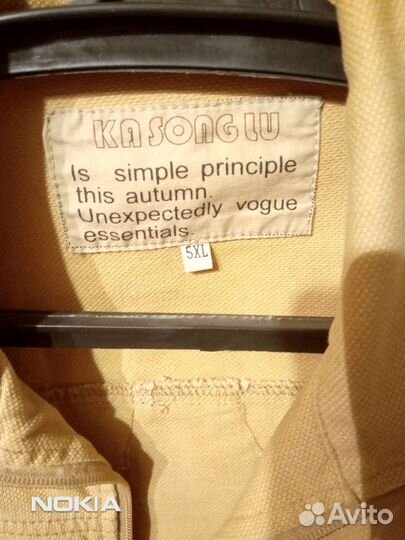 KA SONG LU
Is simple principle
this autumn.
Unexpectedly vogue
essentials.
5XL
NOKIA
Avito